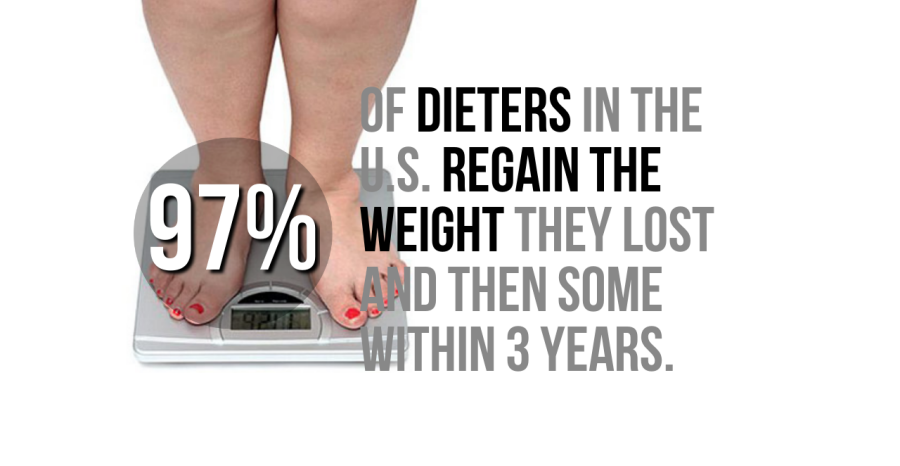 97%
OF DIETERS IN THE
U.S. REGAIN THE
WEIGHT THEY LOST
AND THEN SOME
WITHIN 3 YEARS.